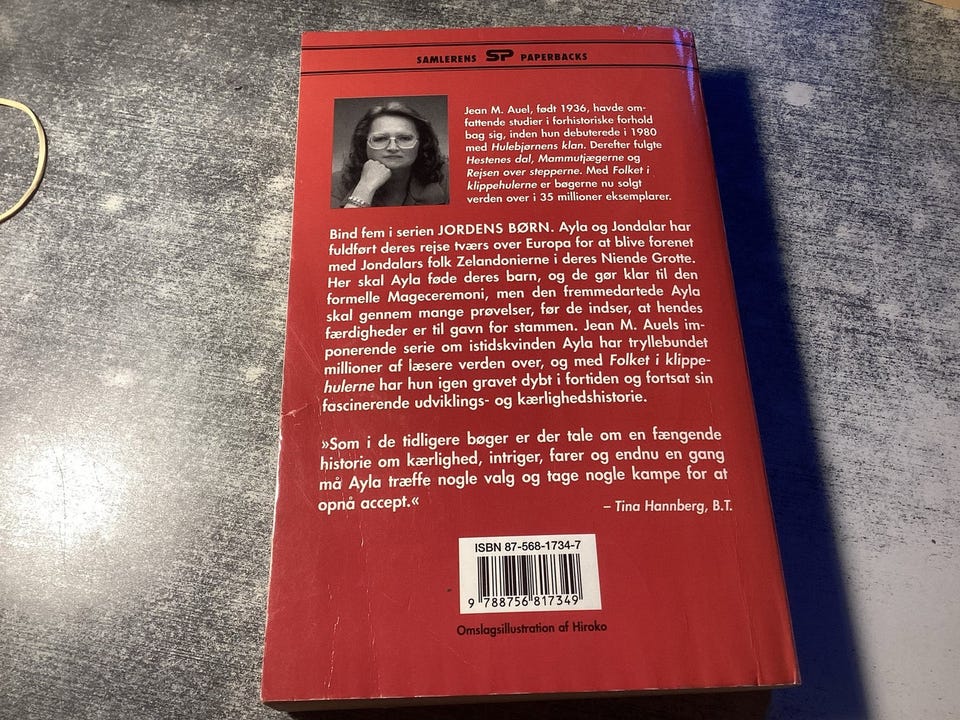 SAMLERENS SP PAPERBACKS
Jean M. Auel, født 1936, havde om-
fattende studier i forhistoriske forhold
bag sig, inden hun debuterede i 1980
med Hulebjørnens klan. Derefter fulgte
Hestenes dal, Mammutjægerne og
Rejsen over stepperne. Med Folket i
klippehulerne er bøgerne nu solgt
verden over i 35 millioner eksemplarer.
Bind fem i serien JORDENS BØRN. Ayla og Jondalar har
fuldført deres rejse tværs over Europa for at blive forenet
med Jondalars folk Zelandonierne i deres Niende Grotte.
Her skal Ayla føde deres barn, og de gør klar til den
formelle Mageceremoni, men den fremmedartede Ayla
skal gennem mange prøvelser, før de indser, at hendes
færdigheder er til gavn for stammen. Jean M. Auels im-
ponerende serie om istidskvinden Ayla har tryllebundet
millioner af læsere verden over, og med Folket i klippe-
hulerne har hun igen gravet dybt i fortiden og fortsat sin
fascinerende udviklings- og kærlighedshistorie.
»Som i de tidligere bøger er der tale om en fængende
historie om kærlighed, intriger, farer og endnu en gang
må Ayla træffe nogle valg og tage nogle kampe for at
opnå accept.«
– Tina Hannberg, B.T.
ISBN 87-568-1734-7
9 788756 817349
Omslagsillustration af Hiroko